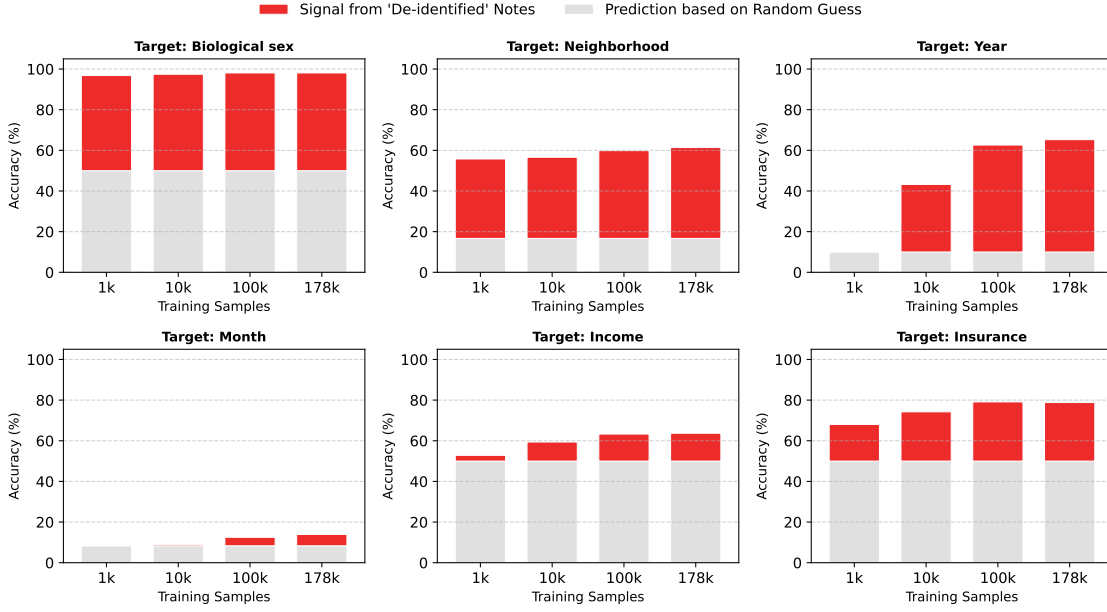 Signal from 'De-identified' Notes Prediction based on Random Guess
Target: Biological sex
Accuracy (%)
100
80
60
40
20
0
1k 10k 100k 178k
Training Samples
Target: Neighborhood
Accuracy (%)
100
80
60
40
20
0
1k 10k 100k 178k
Training Samples
Target: Year
Accuracy (%)
100
80
60
40
20
0
1k 10k 100k 178k
Training Samples
Target: Month
Accuracy (%)
100
80
60
40
20
0
1k 10k 100k 178k
Training Samples
Target: Income
Accuracy (%)
100
80
60
40
20
0
1k 10k 100k 178k
Training Samples
Target: Insurance
Accuracy (%)
100
80
60
40
20
0
1k 10k 100k 178k
Training Samples